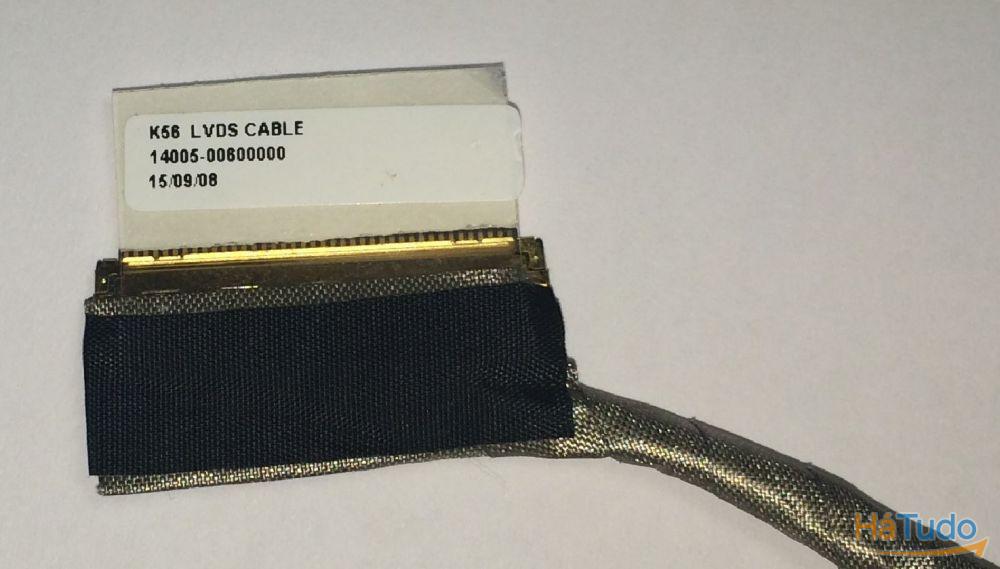 K56 LVDS CABLE
14005-00600000
15/09/08
HáTudo